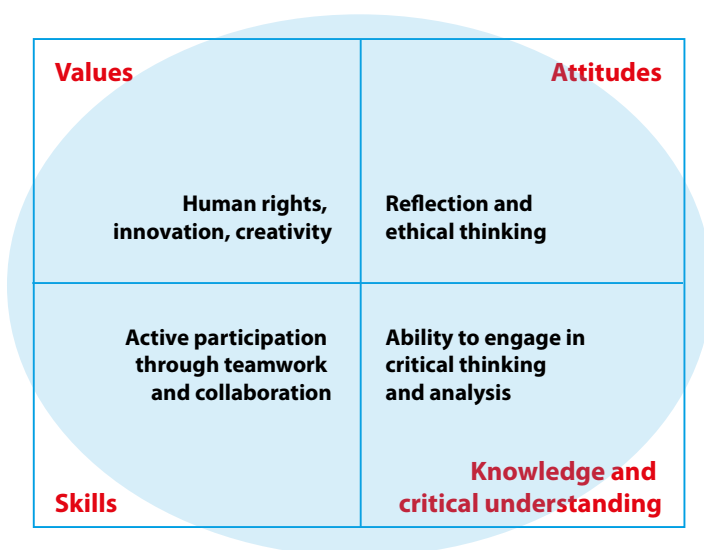 Values
Attitudes
Human rights,
innovation, creativity
Reflection and
ethical thinking
Active participation
through teamwork
and collaboration
Ability to engage in
critical thinking
and analysis
Skills
Knowledge and
critical understanding